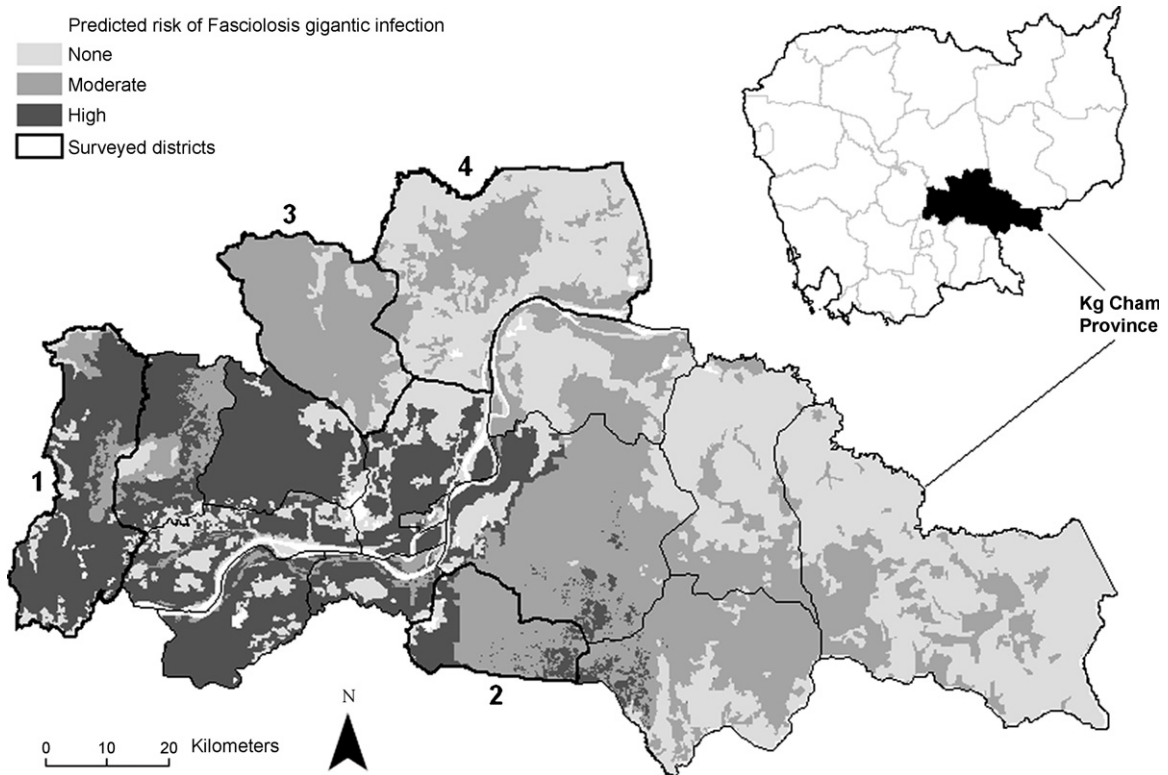 Predicted risk of Fasciolosis gigantic infection
None
Moderate
High
Surveyed districts
4
3
Kg Cham
Province
1
2
N
0 10 20 Kilometers